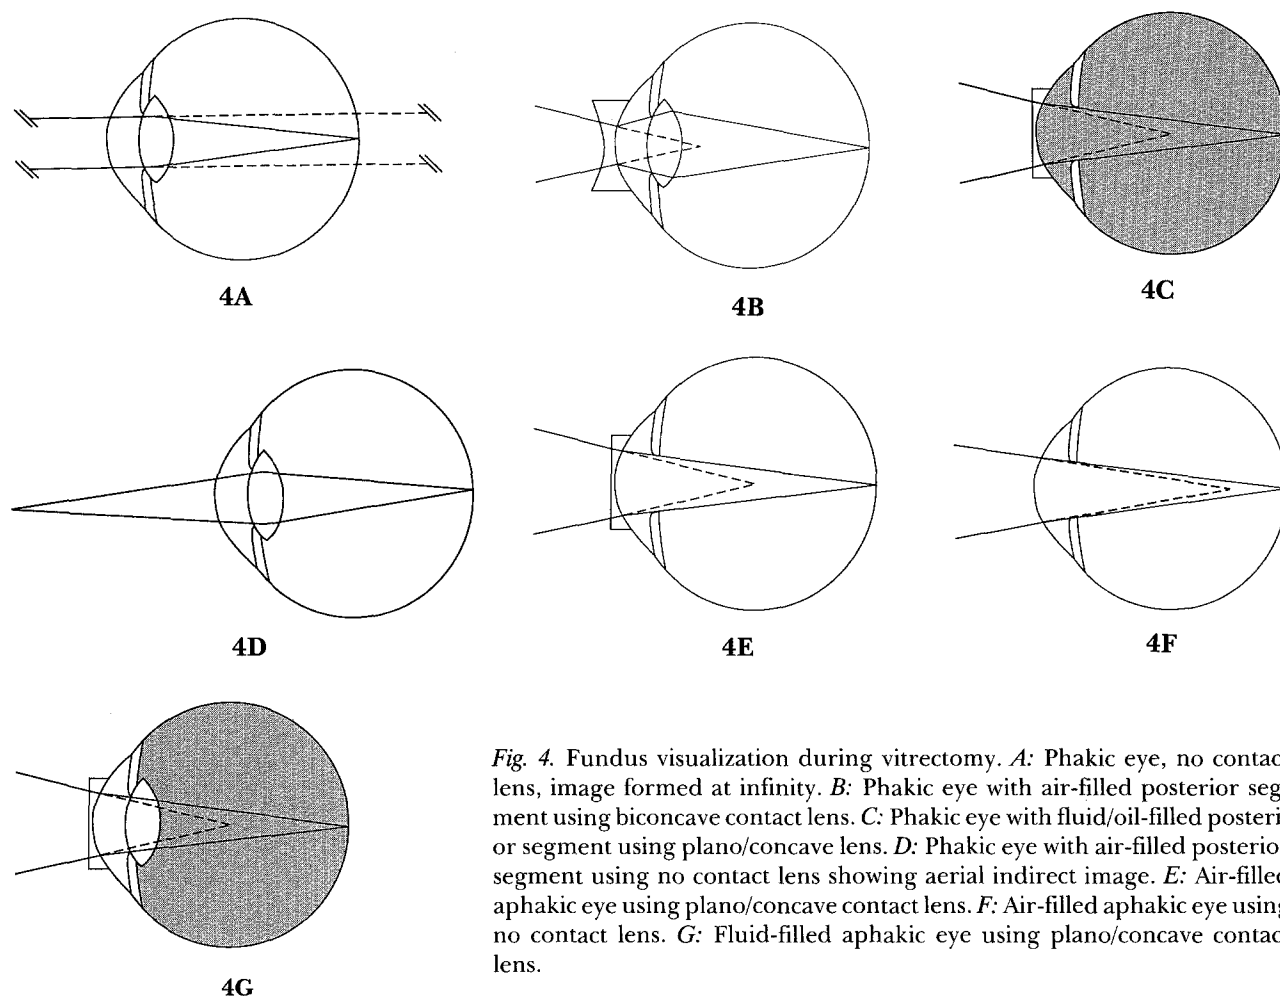 4A
4B
4C
4D
4E
4F
4G
Fig. 4. Fundus visualization during vitrectomy. A: Phakic eye, no contac
lens, image formed at infinity. B: Phakic eye with air-filled posterior seg
ment using biconcave contact lens. C: Phakic eye with fluid/oil-filled posteri
or segment using plano/concave lens. D: Phakic eye with air-filled posterio
segment using no contact lens showing aerial indirect image. E: Air-filled
aphakic eye using plano/concave contact lens. F: Air-filled aphakic eye using
no contact lens. G: Fluid-filled aphakic eye using plano/concave contac
lens.